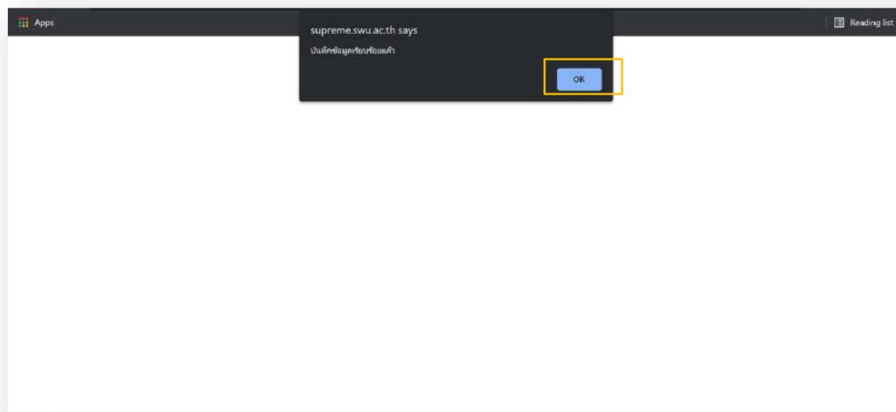 Apps
Reading list
supreme.swu.ac.th says
บันทึกข้อมูลเรียบร้อยแล้ว
OK